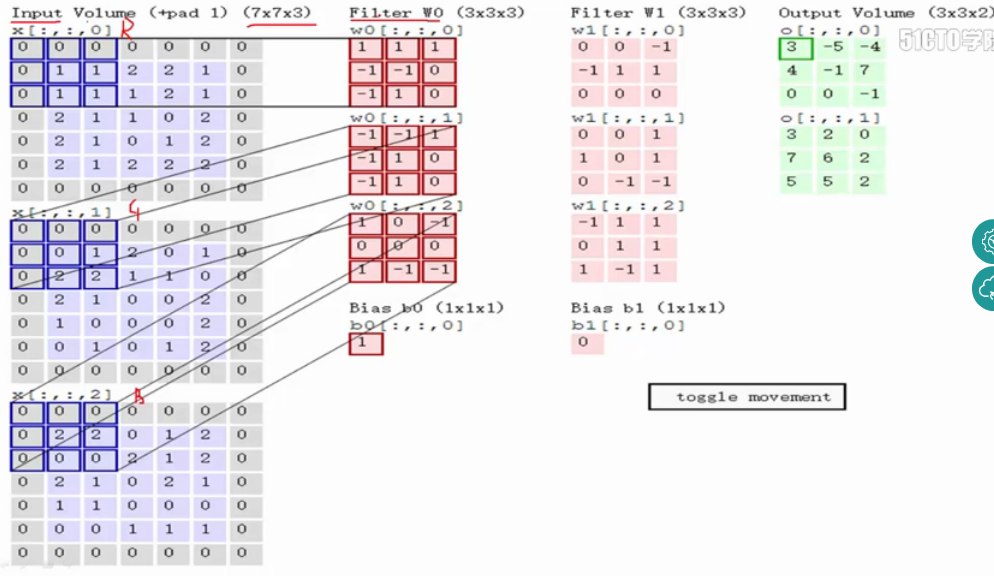 Input Volume (+pad 1) (7x7x3)
x[:,:,0] R
0 0 0 0 0 0 0
0 1 1 2 2 1 0
0 1 1 1 2 1 0
0 2 1 1 0 2 0
0 2 1 0 1 2 0
0 2 1 2 2 2 0
0 0 0 0 0 0 0
x[:,:,1] G
0 0 0 0 0 0 0
0 0 1 2 0 1 0
0 2 2 1 1 0 0
0 2 1 0 0 2 0
0 1 0 0 0 2 0
0 0 1 0 1 2 0
0 0 0 0 0 0 0
x[:,:,2] B
0 0 0 0 0 0 0
0 2 2 0 1 2 0
0 0 0 2 1 2 0
0 2 1 0 2 1 0
0 1 1 0 0 0 0
0 0 0 1 1 1 0
0 0 0 0 0 0 0
Filter W0 (3x3x3)
w0[:,:,0]
1 1 1
-1 -1 0
-1 1 0
w0[:,:,1]
-1 -1 1
-1 1 0
-1 1 0
w0[:,:,2]
1 0 -1
0 0 0
1 -1 -1
Bias b0 (1x1x1)
b0[:,:,0]
1
Filter W1 (3x3x3)
w1[:,:,0]
0 0 -1
-1 1 1
0 0 0
w1[:,:,1]
0 0 1
1 0 1
0 -1 -1
w1[:,:,2]
-1 1 1
0 1 1
1 -1 1
Bias b1 (1x1x1)
b1[:,:,0]
0
Output Volume (3x3x2)
o[:,:,0]
3 -5 -4
4 -1 7
0 0 -1
o[:,:,1]
3 2 0
7 6 2
5 5 2
toggle movement
51CTO学院